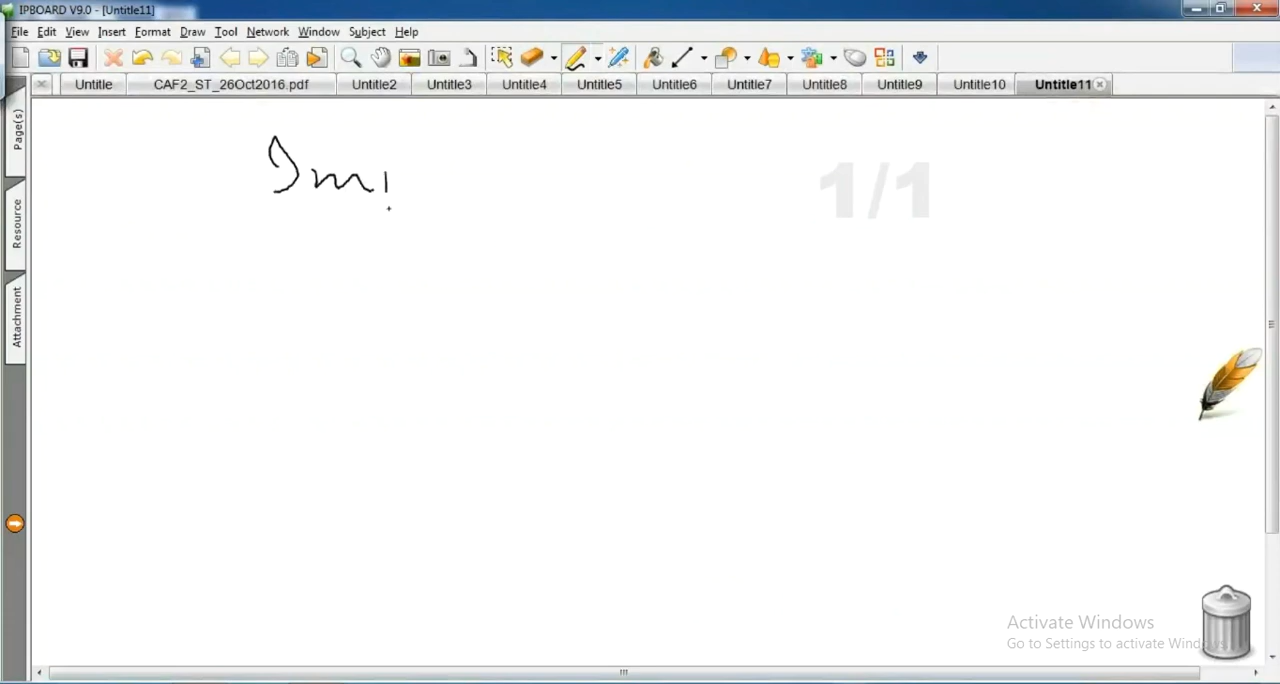 IPBOARD V9.0 - [Untitle11]
File Edit View Insert Format Draw Tool Network Window Subject Help
Untitle CAF2_ST_26Oct2016.pdf Untitle2 Untitle3 Untitle4 Untitle5 Untitle6 Untitle7 Untitle8 Untitle9 Untitle10 Untitle11
Page(s)
Resource
Attachment
Im
1/1
Activate Windows
Go to Settings to activate Windows.